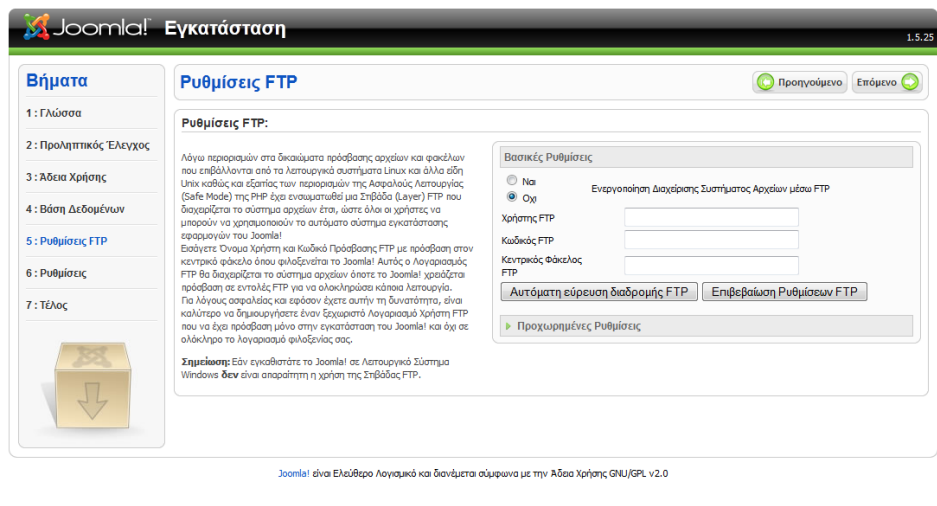 Joomla! Εγκατάσταση
1.5.25
Βήματα
1 : Γλώσσα
2 : Προληπτικός Έλεγχος
3 : Άδεια Χρήσης
4 : Βάση Δεδομένων
5 : Ρυθμίσεις FTP
6 : Ρυθμίσεις
7 : Τέλος
Ρυθμίσεις FTP
Προηγούμενο
Επόμενο
Ρυθμίσεις FTP:
Λόγω περιορισμών στα δικαιώματα πρόσβασης αρχείων και φακέλων
που επιβάλλονται από τα λειτουργικά συστήματα Linux και άλλα είδη
Unix καθώς και εξαιτίας των περιορισμών της Ασφαλούς Λειτουργίας
(Safe Mode) της PHP έχει ενσωματωθεί μια Στιβάδα (Layer) FTP που
διαχειρίζεται το σύστημα αρχείων έτσι, ώστε όλοι οι χρήστες να
μπορούν να χρησιμοποιούν το αυτόματο σύστημα εγκατάστασης
εφαρμογών του Joomla!
Εισάγετε Όνομα Χρήστη και Κωδικό Πρόσβασης FTP με πρόσβαση στον
κεντρικό φάκελο όπου φιλοξενείται το Joomla! Αυτός ο Λογαριασμός
FTP θα διαχειρίζεται το σύστημα αρχείων όποτε το Joomla! χρειάζεται
πρόσβαση σε εντολές FTP για να ολοκληρώσει κάποια λειτουργία.
Για λόγους ασφαλείας και εφόσον έχετε αυτήν τη δυνατότητα, είναι
καλύτερο να δημιουργήσετε έναν ξεχωριστό Λογαριασμό Χρήστη FTP
που να έχει πρόσβαση μόνο στην εγκατάσταση του Joomla! και όχι σε
ολόκληρο το λογαριασμό φιλοξενίας σας.
Σημείωση: Εάν εγκαθιστάτε το Joomla! σε Λειτουργικό Σύστημα
Windows δεν είναι απαραίτητη η χρήση της Στιβάδας FTP.
Βασικές Ρυθμίσεις
Ναι
Όχι
Ενεργοποίηση Διαχείρισης Συστήματος Αρχείων μέσω FTP
Χρήστης FTP
Κωδικός FTP
Κεντρικός Φάκελος
FTP
Αυτόματη εύρευση διαδρομής FTP
Επιβεβαίωση Ρυθμίσεων FTP
Προχωρημένες Ρυθμίσεις
Joomla! είναι Ελεύθερο Λογισμικό και διανέμεται σύμφωνα με την Άδεια Χρήσης GNU/GPL v2.0